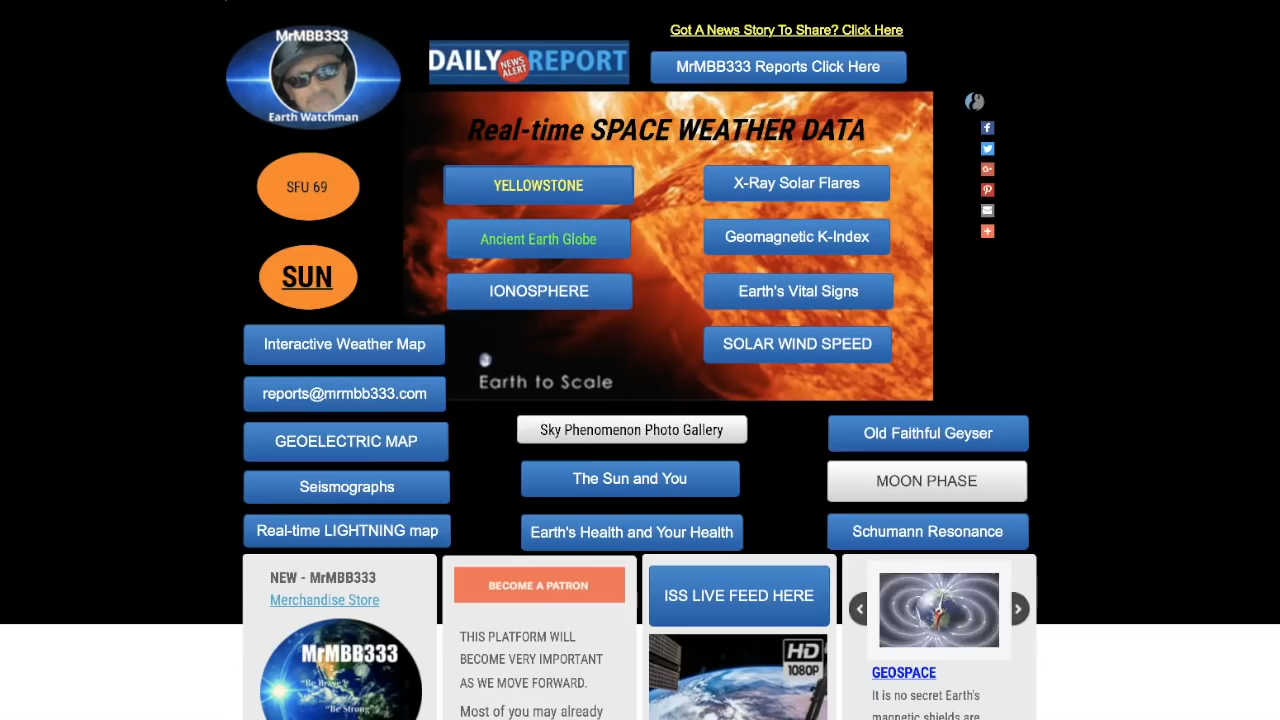 MrMBB333
Earth Watchman
DAILY NEWS ALERT REPORT
Got A News Story To Share? Click Here
MrMBB333 Reports Click Here
Real-time SPACE WEATHER DATA
SFU 69
SUN
YELLOWSTONE
X-Ray Solar Flares
Ancient Earth Globe
Geomagnetic K-Index
IONOSPHERE
Earth's Vital Signs
SOLAR WIND SPEED
Earth to Scale
Interactive Weather Map
reports@mrmbb333.com
GEOELECTRIC MAP
Seismographs
Real-time LIGHTNING map
Sky Phenomenon Photo Gallery
The Sun and You
Earth's Health and Your Health
Old Faithful Geyser
MOON PHASE
Schumann Resonance
NEW - MrMBB333
Merchandise Store
MrMBB333
"Be Brave"
"Be Strong"
BECOME A PATRON
THIS PLATFORM WILL
BECOME VERY IMPORTANT
AS WE MOVE FORWARD.
Most of you may already
ISS LIVE FEED HERE
HD
1080P
GEOSPACE
It is no secret Earth's
magnetic shields are